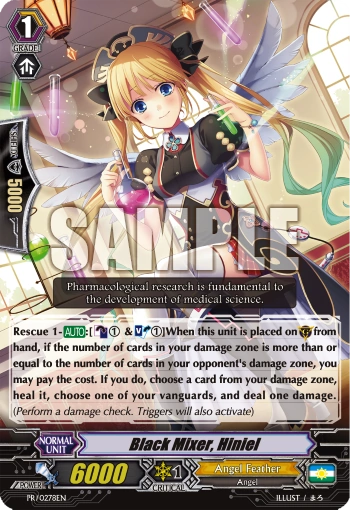 1
GRADE
SHIELD
5000
SAMPLE
Pharmacological research is fundamental to
the development of medical science.
Rescue 1-AUTO:[① & ①]When this unit is placed on from
hand, if the number of cards in your damage zone is more than or
equal to the number of cards in your opponent's damage zone, you
may pay the cost. If you do, choose a card from your damage zone,
heal it, choose one of your vanguards, and deal one damage.
(Perform a damage check. Triggers will also activate)
NORMAL
UNIT
Black Mixer, Hiniel
POWER
6000
1
CRITICAL
Angel Feather
Angel
PR/0278EN
ILLUST /